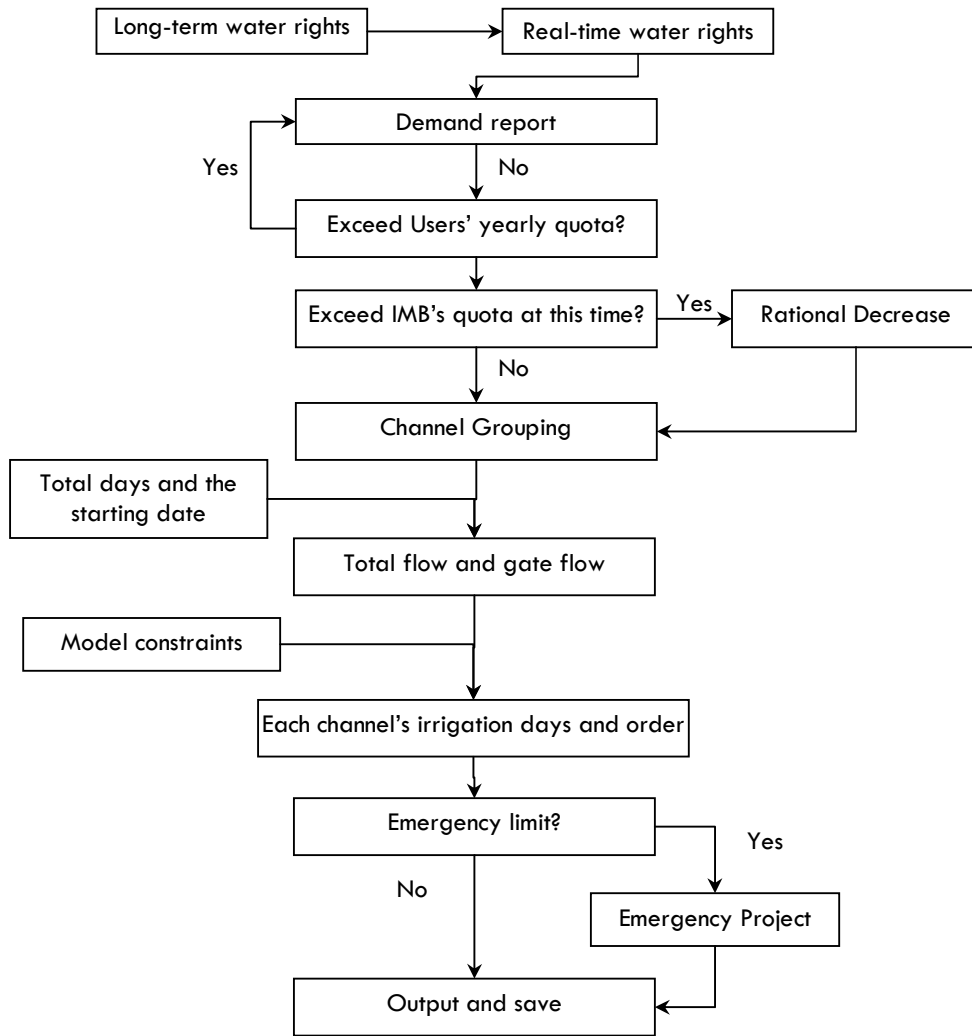 Long-term water rights
Real-time water rights
Demand report
Yes
No
Exceed Users' yearly quota?
Exceed IMB's quota at this time?
Yes
Rational Decrease
No
Channel Grouping
Total days and the
starting date
Total flow and gate flow
Model constraints
Each channel's irrigation days and order
Emergency limit?
Yes
No
Emergency Project
Output and save